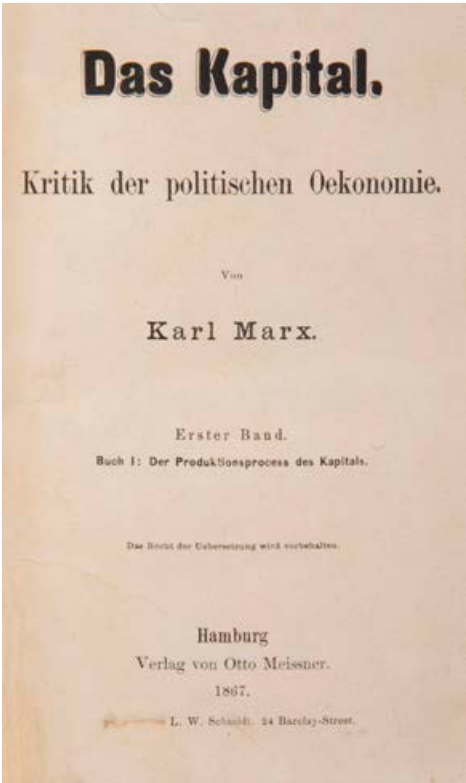 Das Kapital.
Kritik der politischen Oekonomie.
Von
Karl Marx.
Erster Band.
Buch I: Der Produktionsprocess des Kapitals.
Das Recht der Uebersetzung wird vorbehalten.
Hamburg
Verlag von Otto Meissner.
1867.
L. W. Schmidt. 24 Barclay-Street.